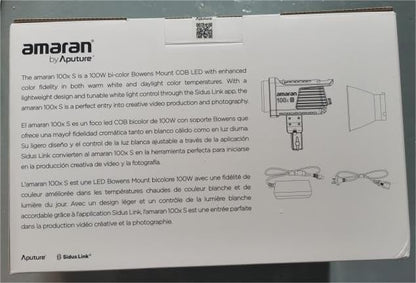 amaran®
by Aputure®
The amaran 100x S is a 100W bi-color Bowens Mount COB LED with enhanced
color fidelity in both warm white and daylight color temperatures. With a
lightweight design and tunable white light control through the Sidus Link app, the
amaran 100x S is a perfect entry into creative video production and photography.
El amaran 100x S es un foco led COB bicolor de 100W con soporte Bowens que
ofrece una mayor fidelidad cromática tanto en blanco cálido como en luz diurna.
Su ligero diseño y el control de la luz blanca ajustable a través de la aplicación
Sidus Link convierten al amaran 100x S en la herramienta perfecta para iniciarse
en la producción creativa de vídeo y la fotografía.
L'amaran 100x S est une LED Bowens Mount bicolore 100W avec une fidélité de
couleur améliorée dans les températures chaudes de couleur blanche et de
lumière du jour. Avec un design léger et un contrôle de la lumière blanche
accordable grâce à l'application Sidus Link, l'amaran 100x S est une entrée parfaite
dans la production vidéo créative et la photographie.
amaran
100x S
Aputure® Sidus Link®